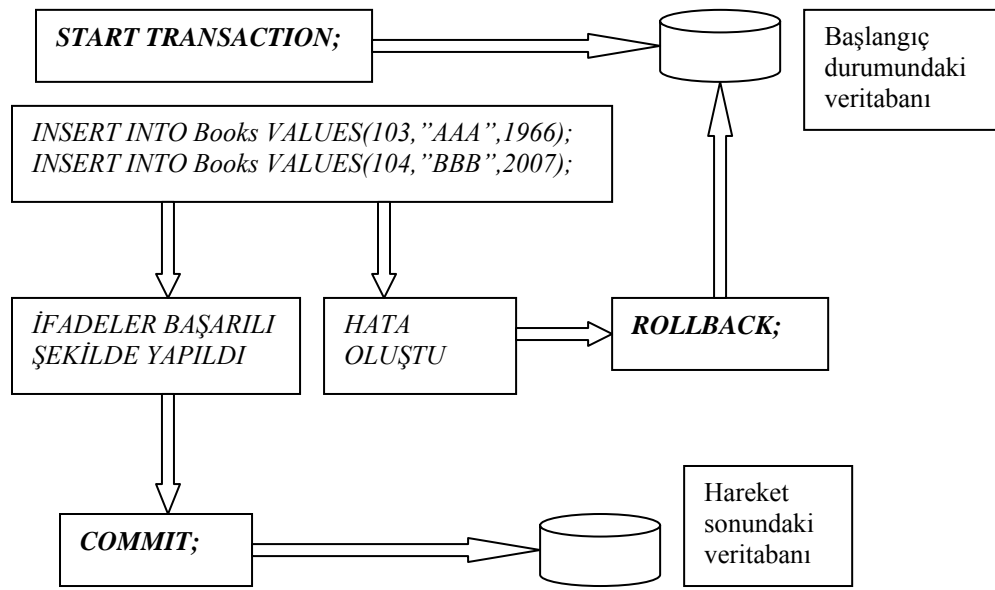 START TRANSACTION;
Başlangıç
durumundaki
veritabanı
INSERT INTO Books VALUES(103,”AAA”,1966);
INSERT INTO Books VALUES(104,”BBB”,2007);
İFADELER BAŞARILI
ŞEKİLDE YAPILDI
HATA
OLUŞTU
ROLLBACK;
COMMIT;
Hareket
sonundaki
veritabanı